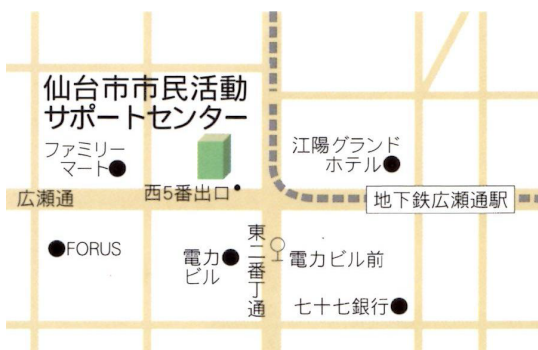 仙台市市民活動
サポートセンター
ファミリー
マート
江陽グランド
ホテル
広瀬通
西5番出口
地下鉄広瀬通駅
FORUS
電力
ビル
東二番丁通
電力ビル前
七十七銀行